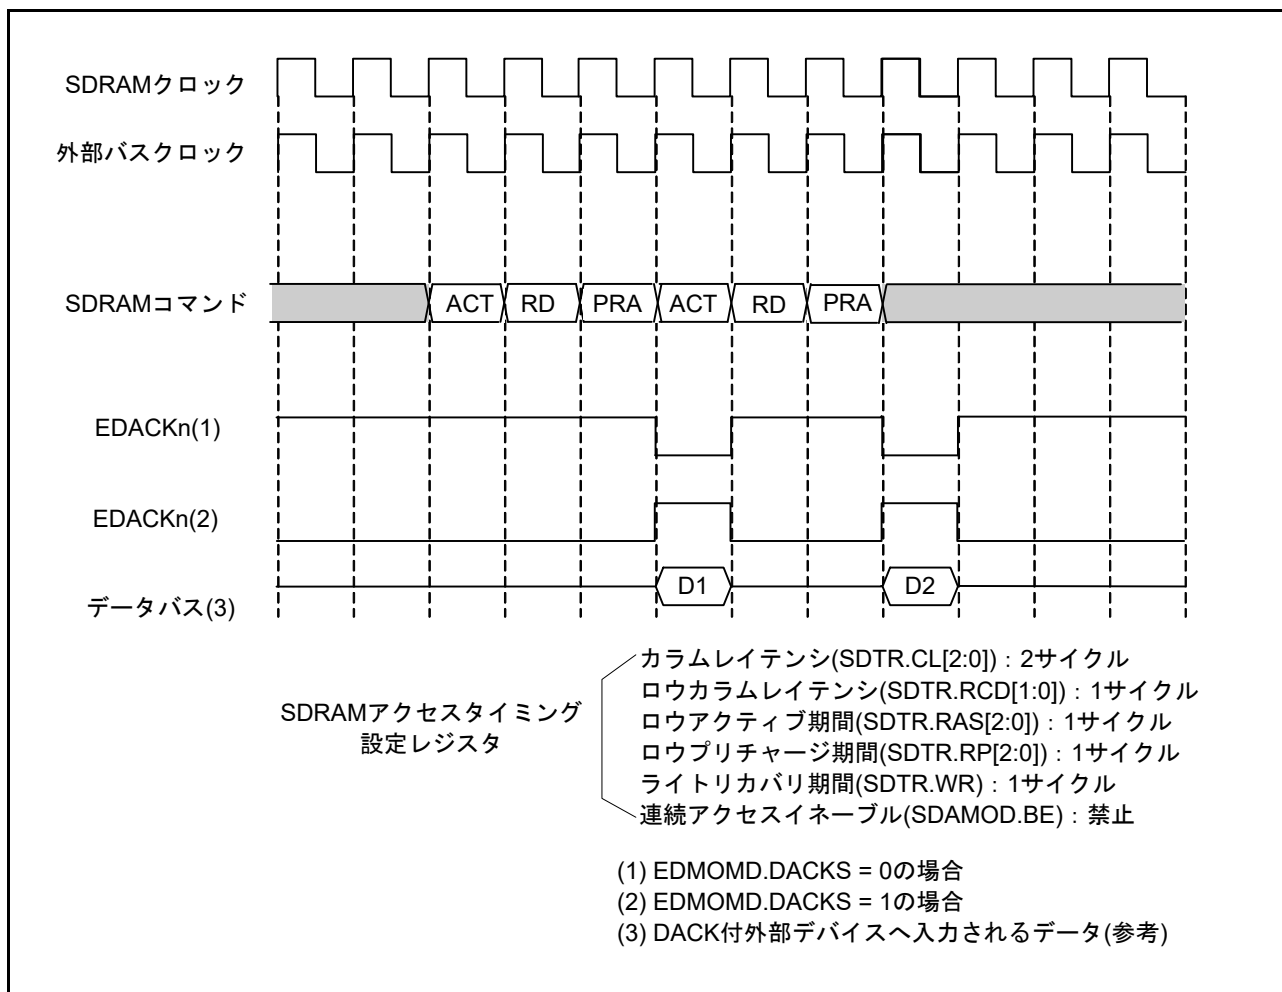 SDRAMクロック
外部バスクロック
SDRAMコマンド
ACT RD PRA ACT RD PRA
EDACKn(1)
EDACKn(2)
データバス(3)
D1 D2
SDRAMアクセスタイミング
設定レジスタ
カラムレイテンシ(SDTR.CL[2:0])：2サイクル
ロウカラムレイテンシ(SDTR.RCD[1:0])：1サイクル
ロウアクティブ期間(SDTR.RAS[2:0])：1サイクル
ロウプリチャージ期間(SDTR.RP[2:0])：1サイクル
ライトリカバリ期間(SDTR.WR)：1サイクル
連続アクセスイネーブル(SDAMOD.BE)：禁止
(1) EDMOMD.DACKS = 0の場合
(2) EDMOMD.DACKS = 1の場合
(3) DACK付外部デバイスへ入力されるデータ(参考)